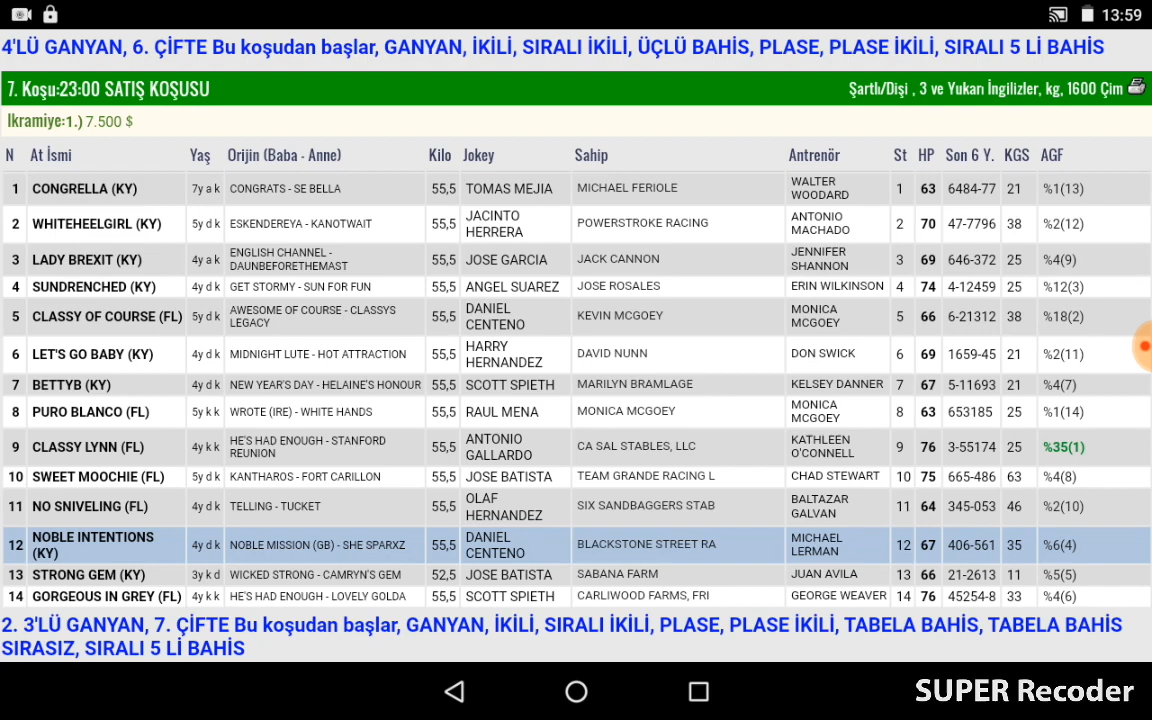 13:59
4'LÜ GANYAN, 6. ÇİFTE Bu koşudan başlar, GANYAN, İKİLİ, SIRALI İKİLİ, ÜÇLÜ BAHİS, PLASE, PLASE İKİLİ, SIRALI 5 Lİ BAHİS
7. Koşu:23:00 SATIŞ KOŞUSU Şartlı/Dişi , 3 ve Yukarı İngilizler, kg, 1600 Çim
İkramiye:1.) 7.500 $
N At İsmi Yaş Orijin (Baba - Anne) Kilo Jokey Sahip Antrenör St HP Son 6 Y. KGS AGF
1 CONGRELLA (KY) 7y a k CONGRATS - SE BELLA 55,5 TOMAS MEJIA MICHAEL FERIOLE WALTER WOODARD 1 63 6484-77 21 %1(13)
2 WHITEHEELGIRL (KY) 5y d k ESKENDEREYA - KANOTWAIT 55,5 JACINTO HERRERA POWERSTROKE RACING ANTONIO MACHADO 2 70 47-7796 38 %2(12)
3 LADY BREXIT (KY) 4y a k ENGLISH CHANNEL - DAUNBEFORETHEMAST 55,5 JOSE GARCIA JACK CANNON JENNIFER SHANNON 3 69 646-372 25 %4(9)
4 SUNDRENCHED (KY) 4y d k GET STORMY - SUN FOR FUN 55,5 ANGEL SUAREZ JOSE ROSALES ERIN WILKINSON 4 74 4-12459 25 %12(3)
5 CLASSY OF COURSE (FL) 5y d k AWESOME OF COURSE - CLASSYS LEGACY 55,5 DANIEL CENTENO KEVIN MCGOEY MONICA MCGOEY 5 66 6-21312 38 %18(2)
6 LET'S GO BABY (KY) 4y d k MIDNIGHT LUTE - HOT ATTRACTION 55,5 HARRY HERNANDEZ DAVID NUNN DON SWICK 6 69 1659-45 21 %2(11)
7 BETTYB (KY) 4y d k NEW YEAR'S DAY - HELAINE'S HONOUR 55,5 SCOTT SPIETH MARILYN BRAMLAGE KELSEY DANNER 7 67 5-11693 21 %4(7)
8 PURO BLANCO (FL) 5y k k WROTE (IRE) - WHITE HANDS 55,5 RAUL MENA MONICA MCGOEY MONICA MCGOEY 8 63 653185 25 %1(14)
9 CLASSY LYNN (FL) 4y k k HE'S HAD ENOUGH - STANFORD REUNION 55,5 ANTONIO GALLARDO CA SAL STABLES, LLC KATHLEEN O'CONNELL 9 76 3-55174 25 %35(1)
10 SWEET MOOCHIE (FL) 5y d k KANTHAROS - FORT CARILLON 55,5 JOSE BATISTA TEAM GRANDE RACING L CHAD STEWART 10 75 665-486 63 %4(8)
11 NO SNIVELING (FL) 4y d k TELLING - TUCKET 55,5 OLAF HERNANDEZ SIX SANDBAGGERS STAB BALTAZAR GALVAN 11 64 345-053 46 %2(10)
12 NOBLE INTENTIONS (KY) 4y d k NOBLE MISSION (GB) - SHE SPARXZ 55,5 DANIEL CENTENO BLACKSTONE STREET RA MICHAEL LERMAN 12 67 406-561 35 %6(4)
13 STRONG GEM (KY) 3y k d WICKED STRONG - CAMRYN'S GEM 52,5 JOSE BATISTA SABANA FARM JUAN AVILA 13 66 21-2613 11 %5(5)
14 GORGEOUS IN GREY (FL) 4y k k HE'S HAD ENOUGH - LOVELY GOLDA 55,5 SCOTT SPIETH CARLIWOOD FARMS, FRI GEORGE WEAVER 14 76 45254-8 33 %4(6)
2. 3'LÜ GANYAN, 7. ÇİFTE Bu koşudan başlar, GANYAN, İKİLİ, SIRALI İKİLİ, PLASE, PLASE İKİLİ, TABELA BAHİS, TABELA BAHİS
SIRASIZ, SIRALI 5 Lİ BAHİS
SUPER Recoder